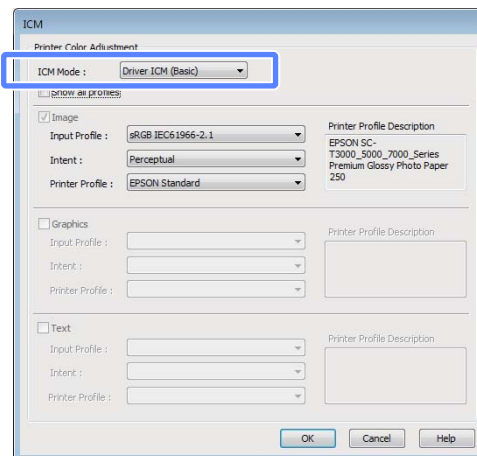 ICM
Printer Color Adjustment
ICM Mode : Driver ICM (Basic)
Show all profiles
Image
Input Profile : sRGB IEC61966-2.1
Intent : Perceptual
Printer Profile : EPSON Standard
Printer Profile Description
EPSON SC-
T3000_5000_7000_Series
Premium Glossy Photo Paper
250
Graphics
Input Profile :
Intent :
Printer Profile :
Printer Profile Description
Text
Input Profile :
Intent :
Printer Profile :
Printer Profile Description
OK Cancel Help